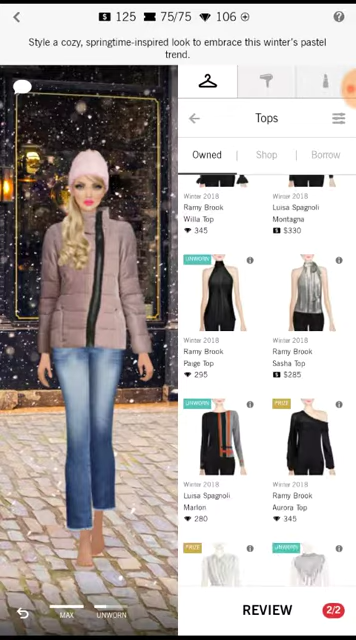 125 75/75 106
Style a cozy, springtime-inspired look to embrace this winter's pastel
trend.
Tops
Owned | Shop | Borrow
Winter 2018 Winter 2018
Ramy Brook Luisa Spagnoli
Willa Top Montagna
345 $330
UNWORN
Winter 2018 Winter 2018
Ramy Brook Ramy Brook
Paige Top Sasha Top
295 $285
UNWORN PRIZE
Winter 2018 Winter 2018
Luisa Spagnoli Ramy Brook
Marlon Aurora Top
280 345
PRIZE UNWORN
MAX UNWORN
REVIEW 2/2